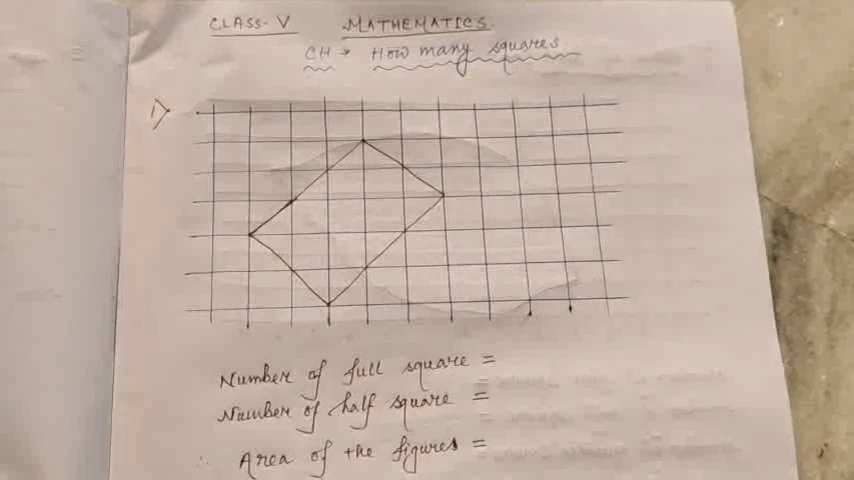 CLASS-V MATHEMATICS
CH → How many squares
1)
Number of full square =
Number of half square =
∴ Area of the figures =